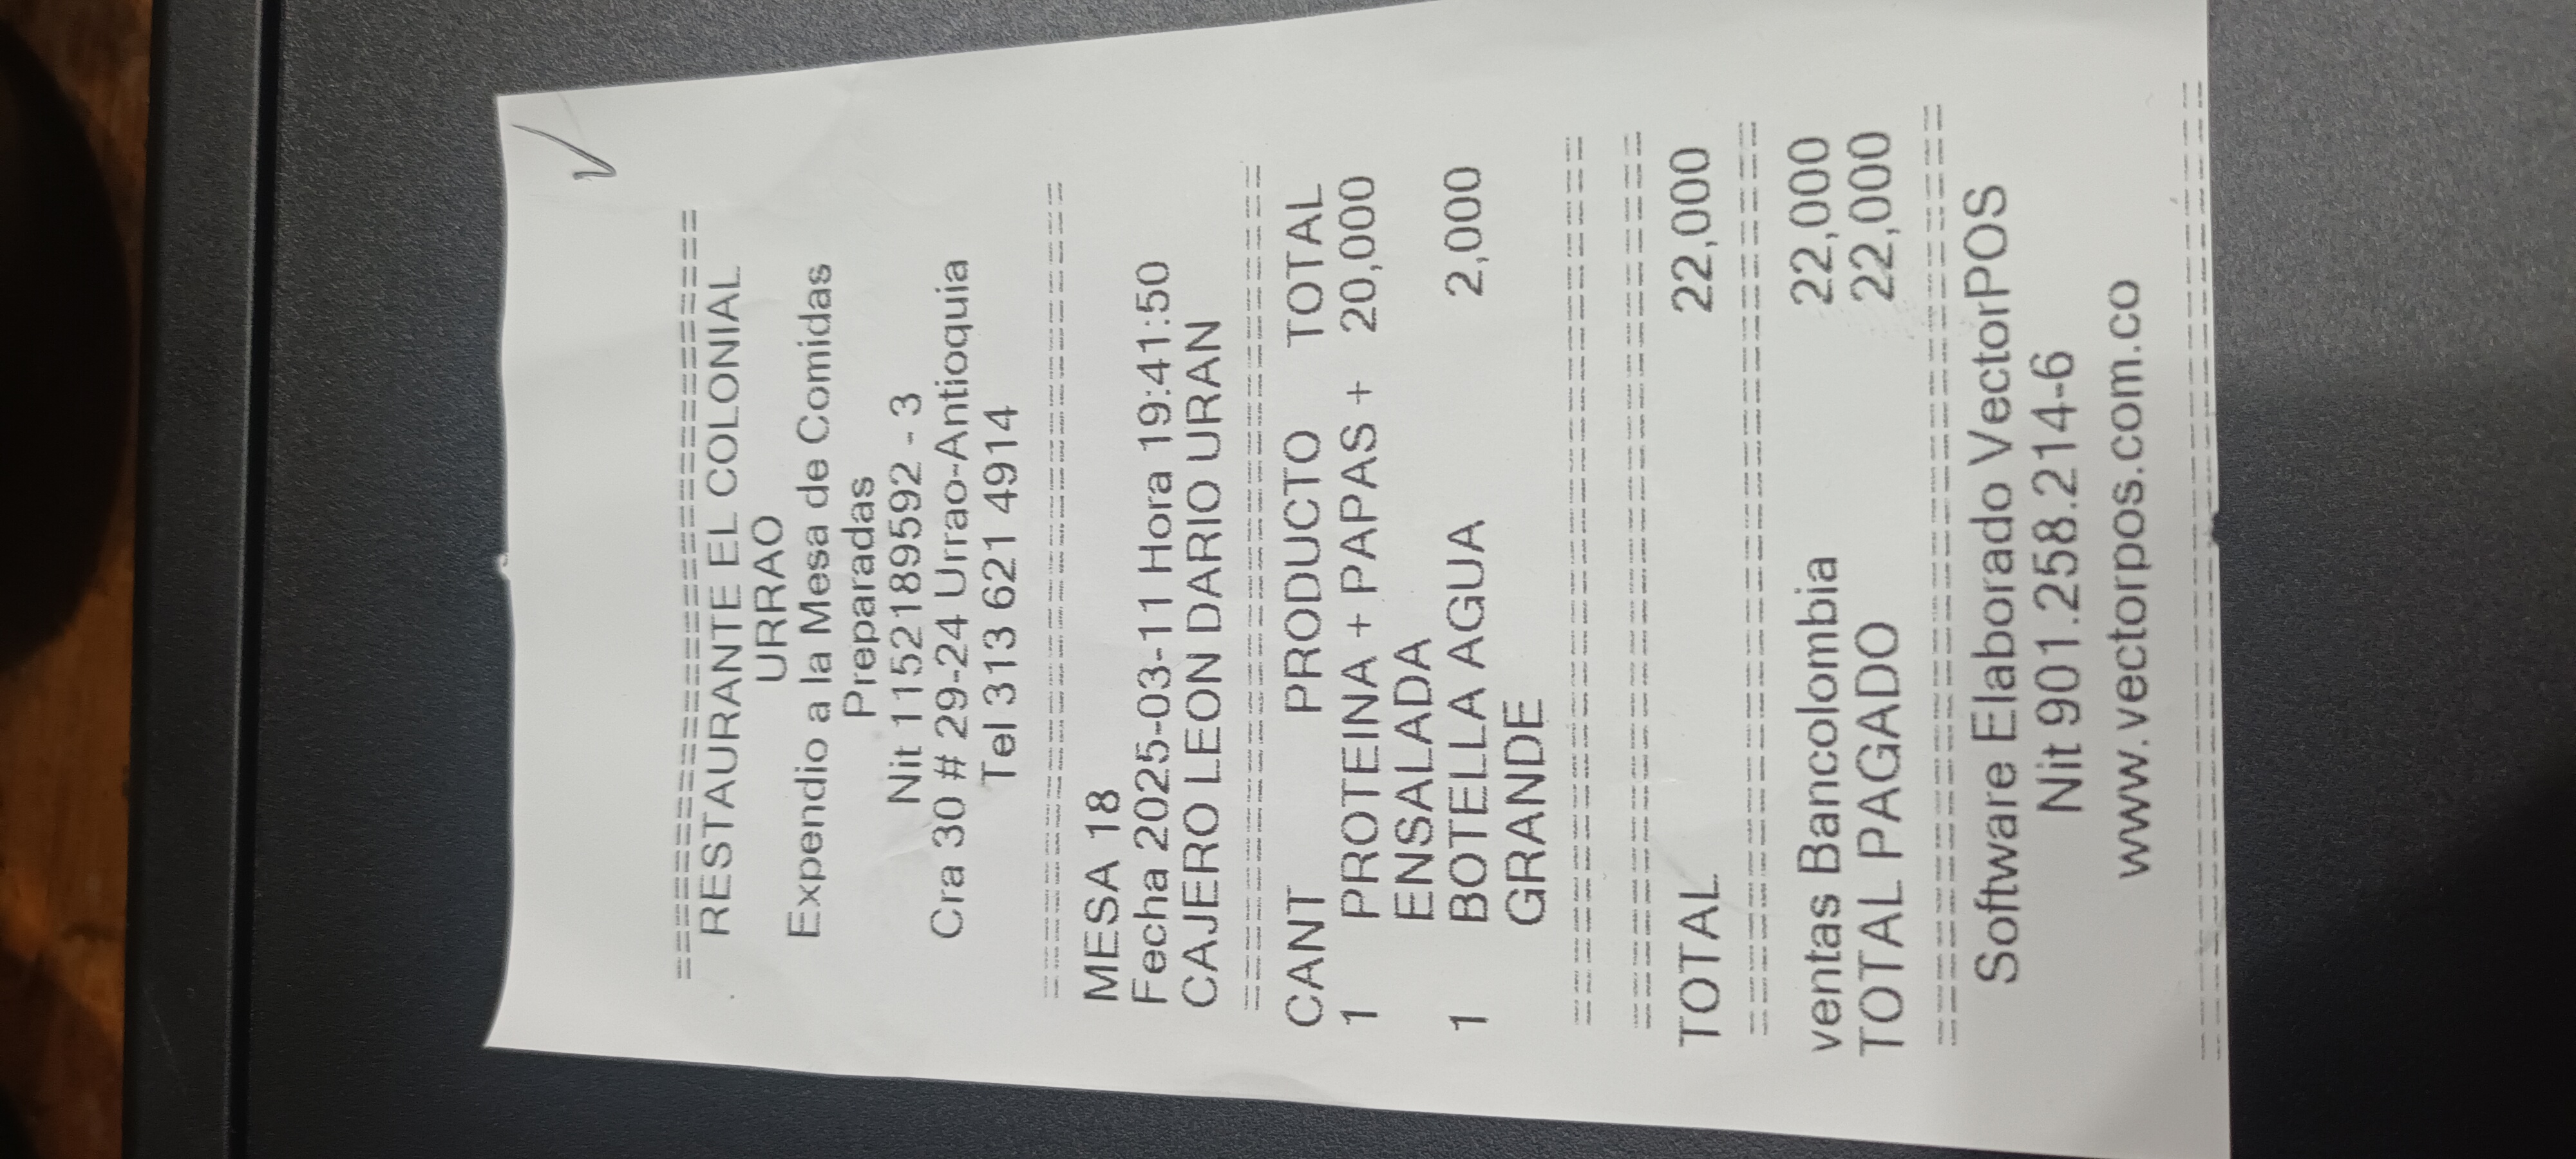 RESTAURANTE EL COLONIAL
URRAO
Expendio a la Mesa de Comidas
Preparadas
Nit 1152189592 - 3
Cra 30 # 29-24 Urrao-Antioquia
Tel 313 621 4914
MESA 18
Fecha 2025-03-11 Hora 19:41:50
CAJERO LEON DARIO URAN
CANT PRODUCTO TOTAL
1 PROTEINA + PAPAS + 20,000
ENSALADA
1 BOTELLA AGUA 2,000
GRANDE
TOTAL 22,000
ventas Bancolombia 22,000
TOTAL PAGADO 22,000
Software Elaborado VectorPOS
Nit 901.258.214-6
www.vectorpos.com.co